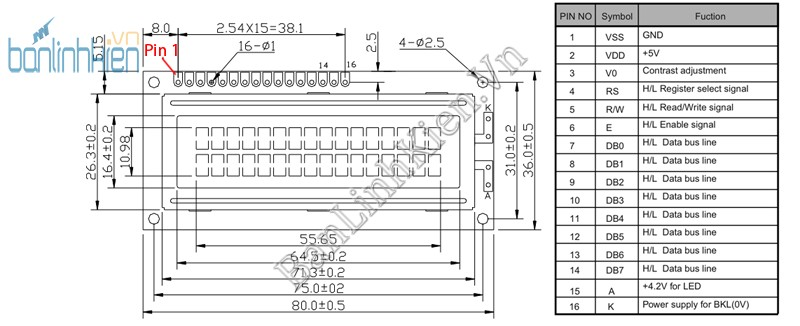 banlinhkien.vn
Pin 1
8.0
2.54X15=38.1
16-ø1
2.5
4-ø2.5
5.15
14
16
K
A
26.3±0.2
16.4±0.2
10.98
31.0±0.2
36.0±0.5
55.65
64.5±0.2
71.3±0.2
75.0±02
80.0±0.5
BanLinhKien.Vn
PIN NO Symbol Fuction
1 VSS GND
2 VDD +5V
3 V0 Contrast adjustment
4 RS H/L Register select signal
5 R/W H/L Read/Write signal
6 E H/L Enable signal
7 DB0 H/L Data bus line
8 DB1 H/L Data bus line
9 DB2 H/L Data bus line
10 DB3 H/L Data bus line
11 DB4 H/L Data bus line
12 DB5 H/L Data bus line
13 DB6 H/L Data bus line
14 DB7 H/L Data bus line
15 A +4.2V for LED
16 K Power supply for BKL(0V)